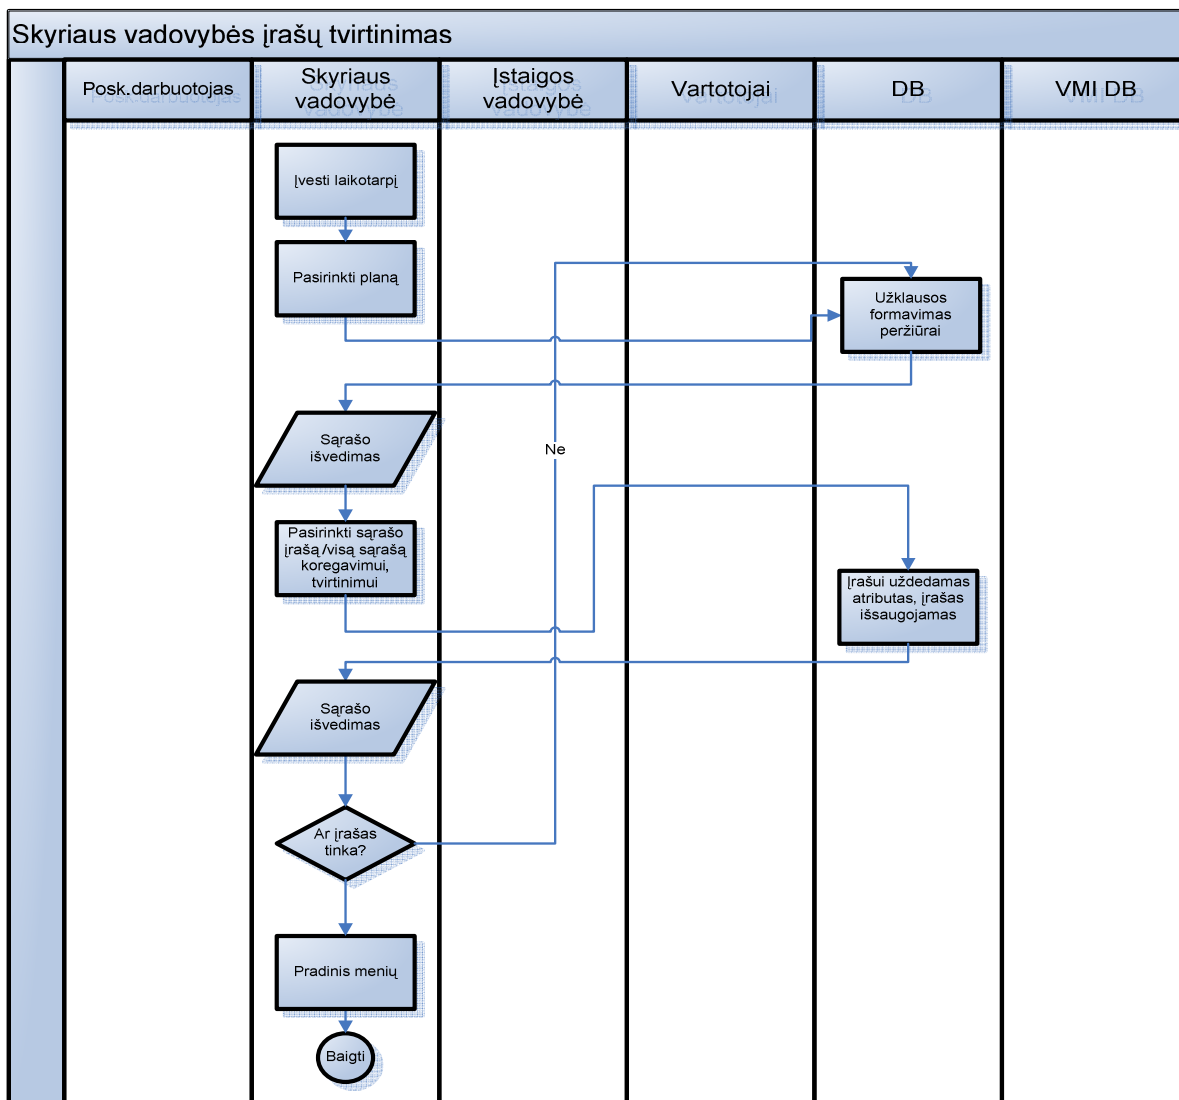 Skyriaus vadovybės įrašų tvirtinimas
Posk.darbuotojas
Skyriaus
vadovybė
Įstaigos
vadovybė
Vartotojai
DB
VMI DB
Įvesti laikotarpį
Pasirinkti planą
Užklausos
formavimas
peržiūrai
Sąrašo
išvedimas
Ne
Pasirinkti sąrašo
įrašą/visą sąrašą
koregavimui,
tvirtinimui
Įrašui uždedamas
atributas, įrašas
išsaugojamas
Sąrašo
išvedimas
Ar įrašas
tinka?
Pradinis menių
Baigti